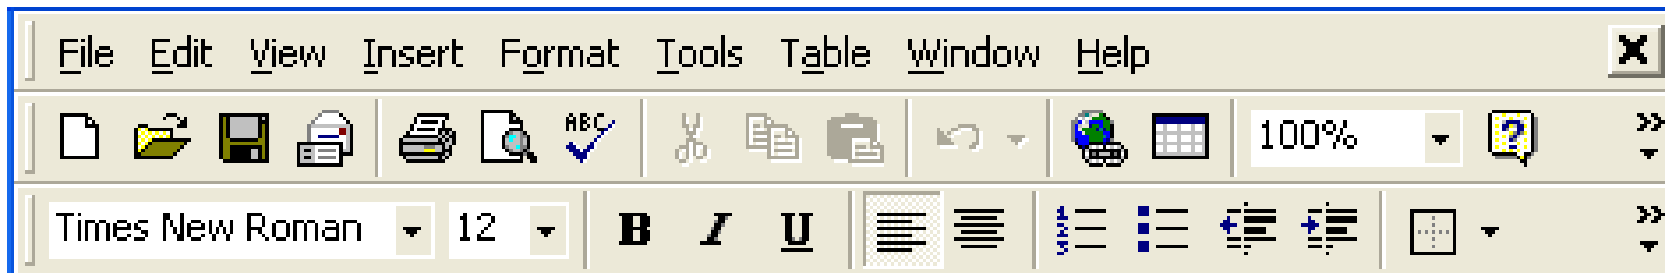 File Edit View Insert Format Tools Table Window Help
ABC 100% ?
Times New Roman 12 B I U